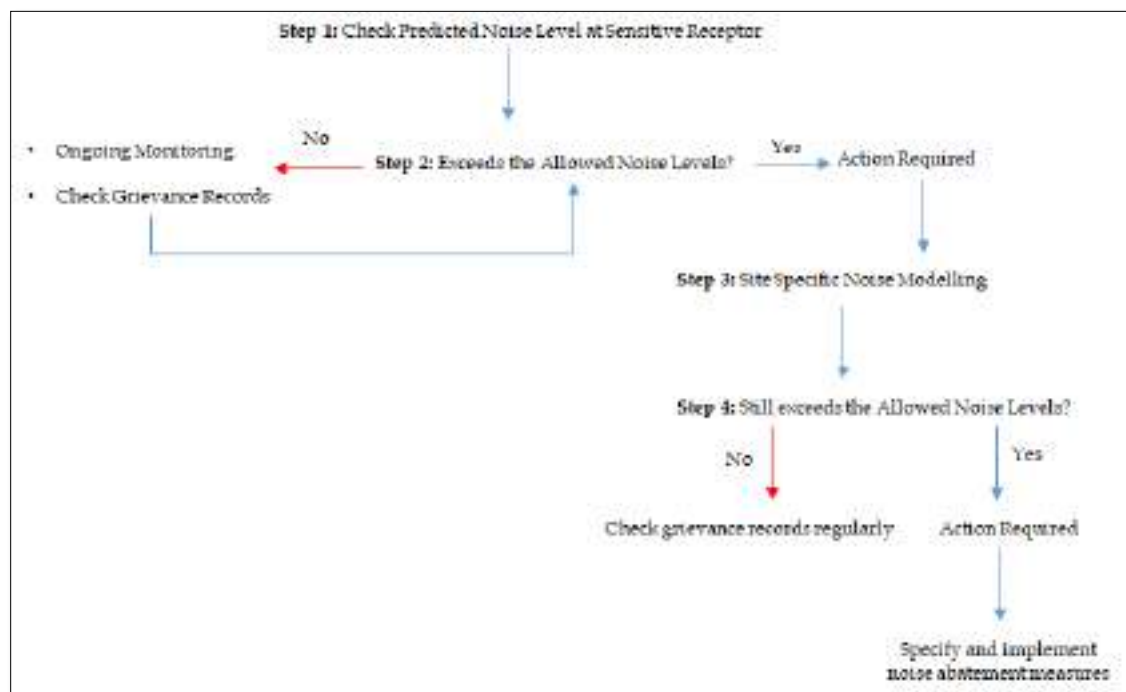 Step 1: Check Predicted Noise Level at Sensitive Receptor
No
• Ongoing Monitoring
• Check Grievance Records
Step 2: Exceeds the Allowed Noise Levels?
Yes
Action Required
Step 3: Site Specific Noise Modelling
Step 4: Still exceeds the Allowed Noise Levels?
No
Yes
Check grievance records regularly
Action Required
Specify and implement
noise abatement measures